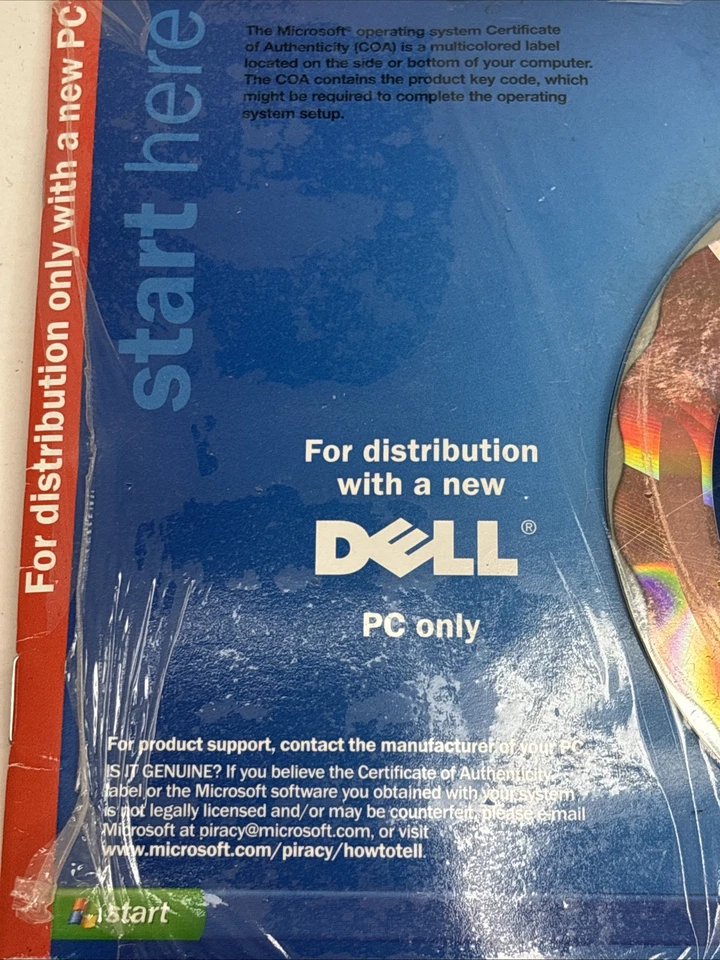 For distribution only with a new PC
start here
The Microsoft® operating system Certificate
of Authenticity (COA) is a multicolored label
located on the side or bottom of your computer.
The COA contains the product key code, which
might be required to complete the operating
system setup.
For distribution
with a new
DELL®
PC only
For product support, contact the manufacturer of your PC.
IS IT GENUINE? If you believe the Certificate of Authenticity
label or the Microsoft software you obtained with your system
is not legally licensed and/or may be counterfeit, please e-mail
Microsoft at piracy@microsoft.com, or visit
www.microsoft.com/piracy/howtotell.
start